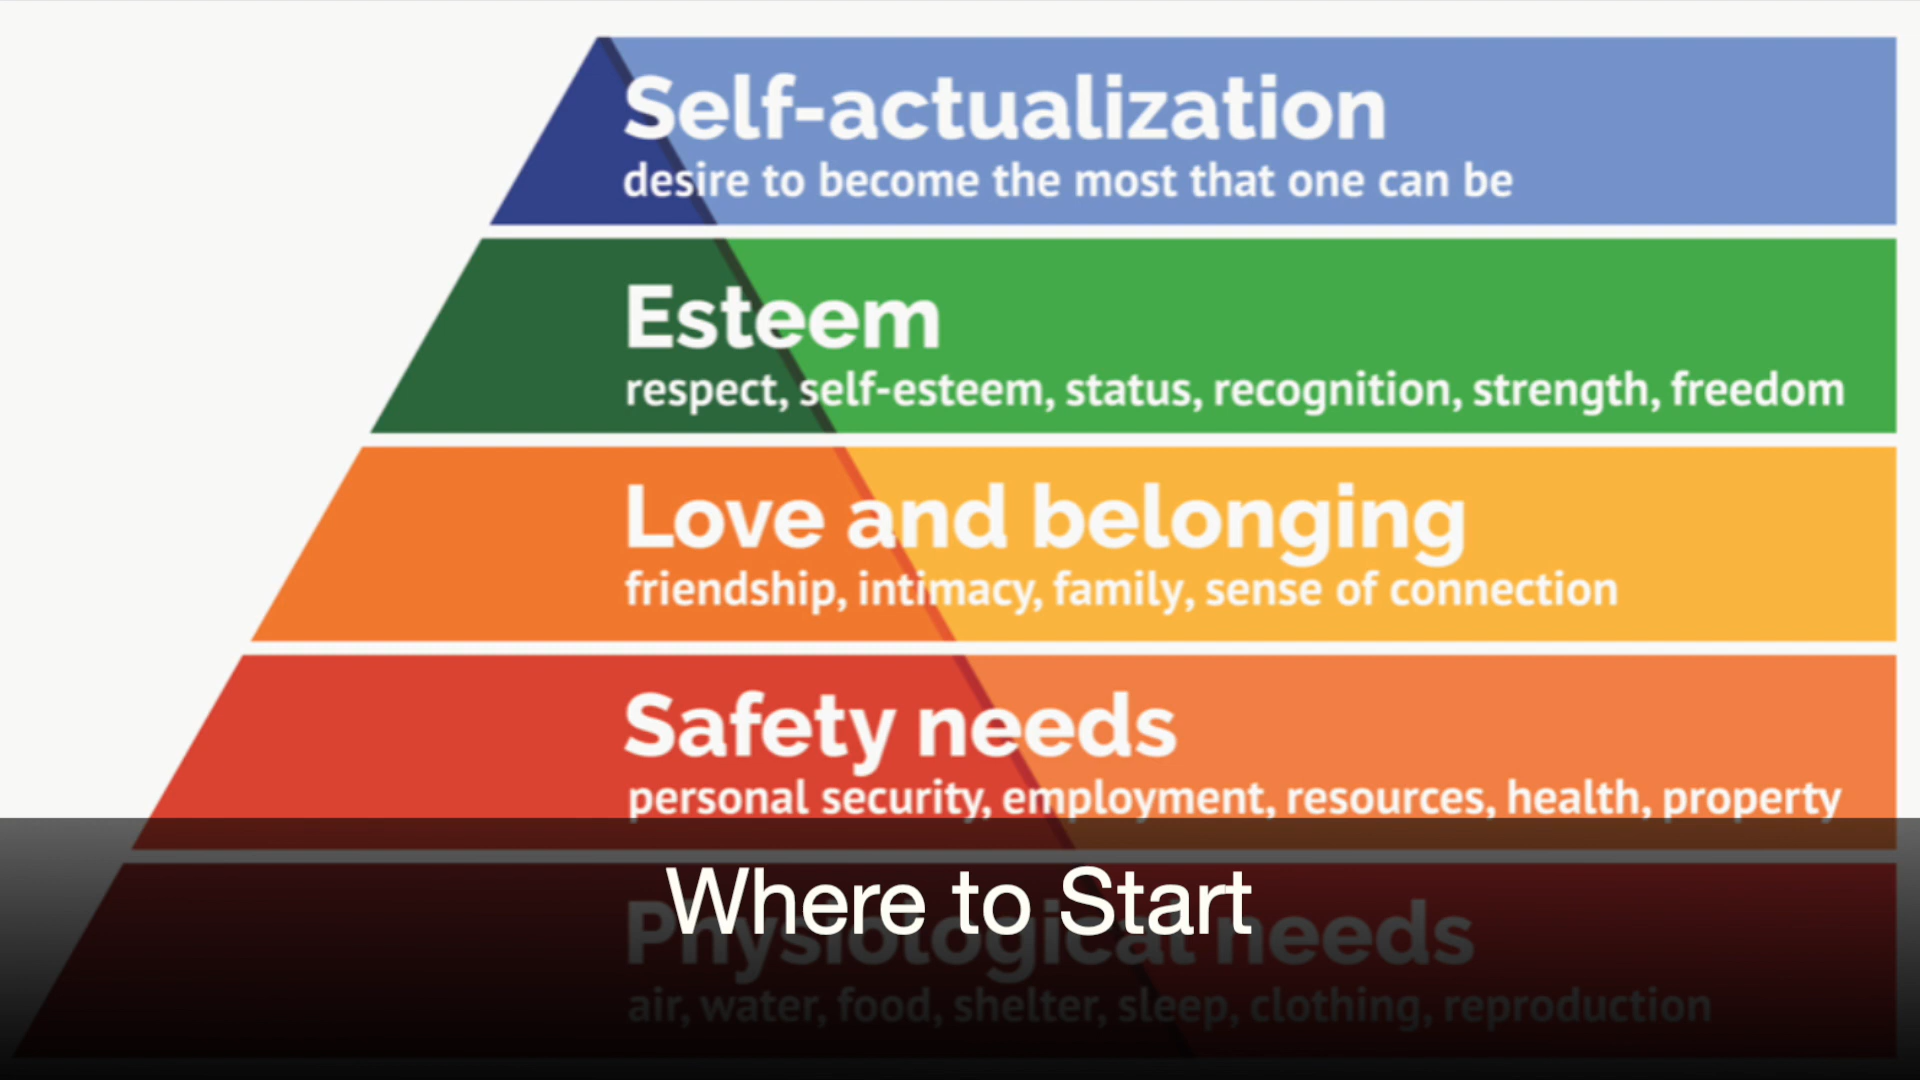 Self-actualization
desire to become the most that one can be
Esteem
respect, self-esteem, status, recognition, strength, freedom
Love and belonging
friendship, intimacy, family, sense of connection
Safety needs
personal security, employment, resources, health, property
Where to Start
Physiological needs
air, water, food, shelter, sleep, clothing, reproduction